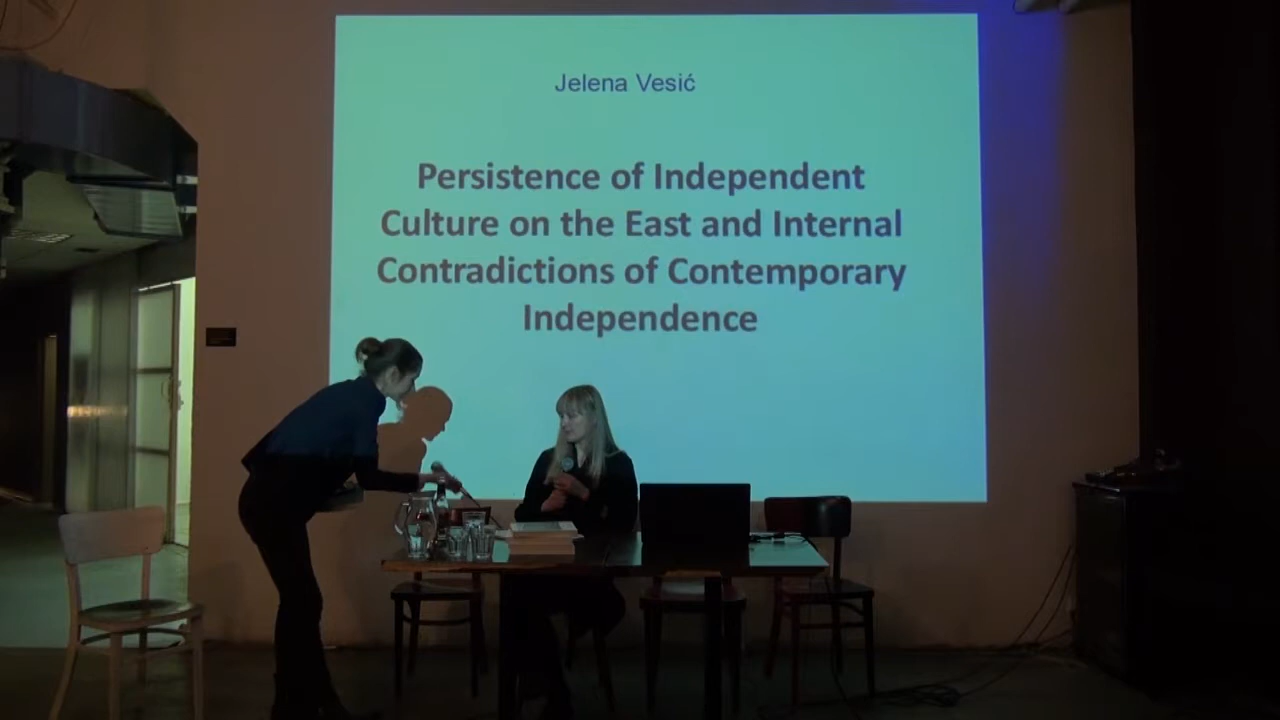 Jelena Vesić
Persistence of Independent
Culture on the East and Internal
Contradictions of Contemporary
Independence